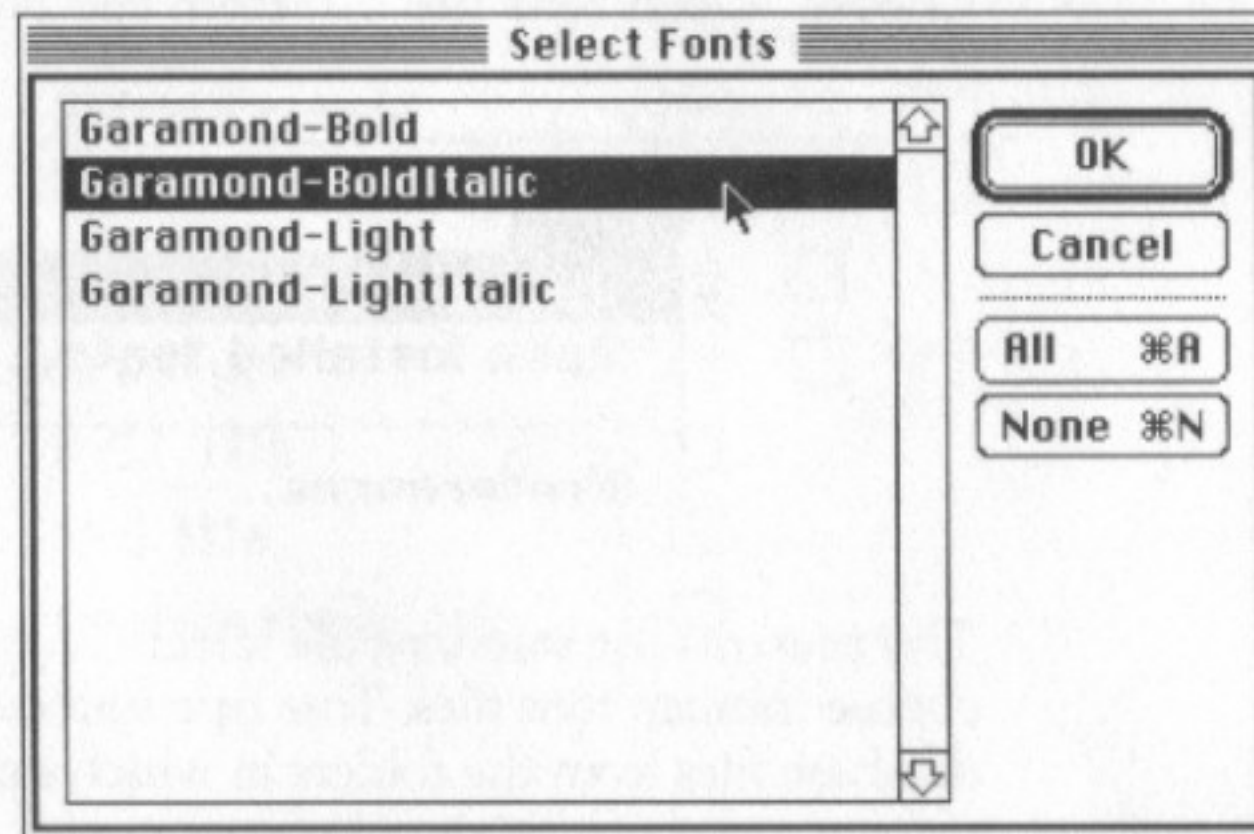 Select Fonts
Garamond-Bold
Garamond-BoldItalic
Garamond-Light
Garamond-LightItalic
OK
Cancel
All ⌘A
None ⌘N